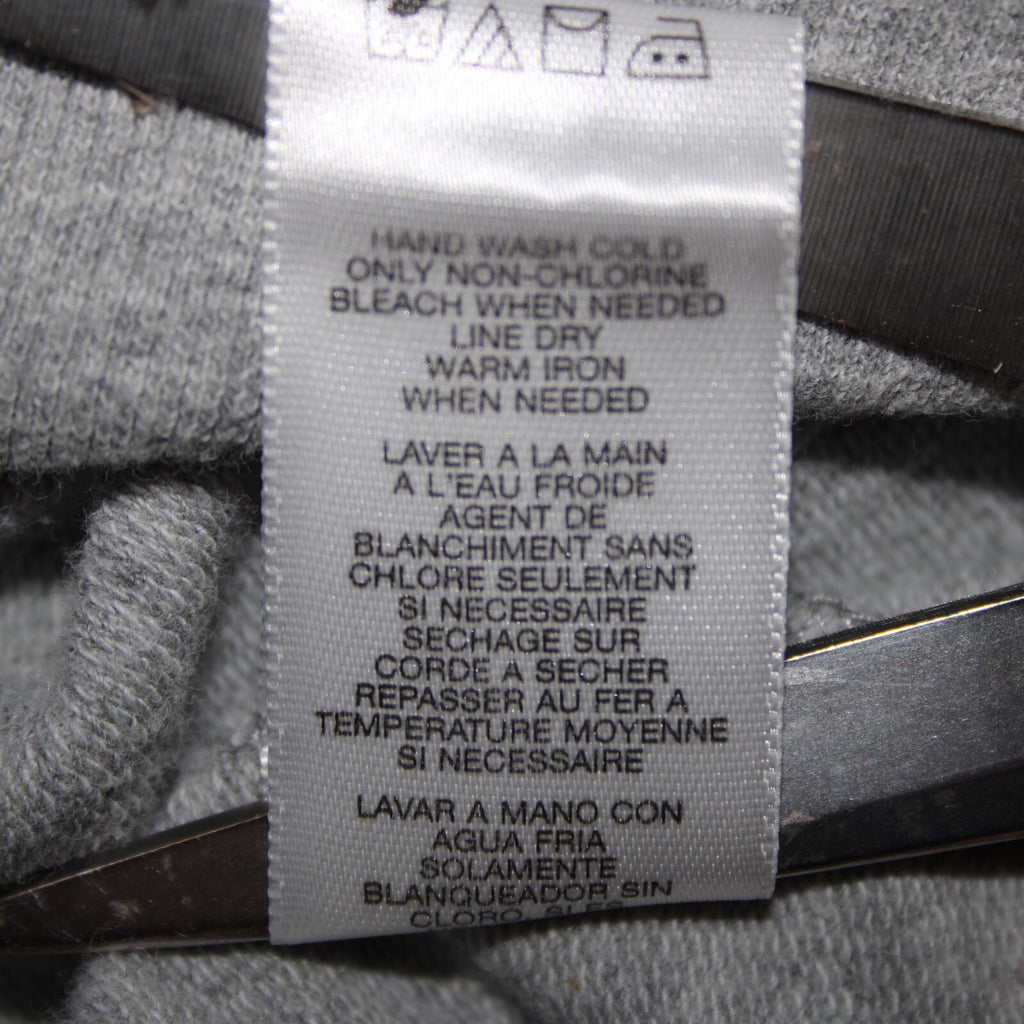 HAND WASH COLD
ONLY NON-CHLORINE
BLEACH WHEN NEEDED
LINE DRY
WARM IRON
WHEN NEEDED
LAVER A LA MAIN
A L'EAU FROIDE
AGENT DE
BLANCHIMENT SANS
CHLORE SEULEMENT
SI NECESSAIRE
SECHAGE SUR
CORDE A SECHER
REPASSER AU FER A
TEMPERATURE MOYENNE
SI NECESSAIRE
LAVAR A MANO CON
AGUA FRIA
SOLAMENTE
BLANQUEADOR SIN
CLORO,